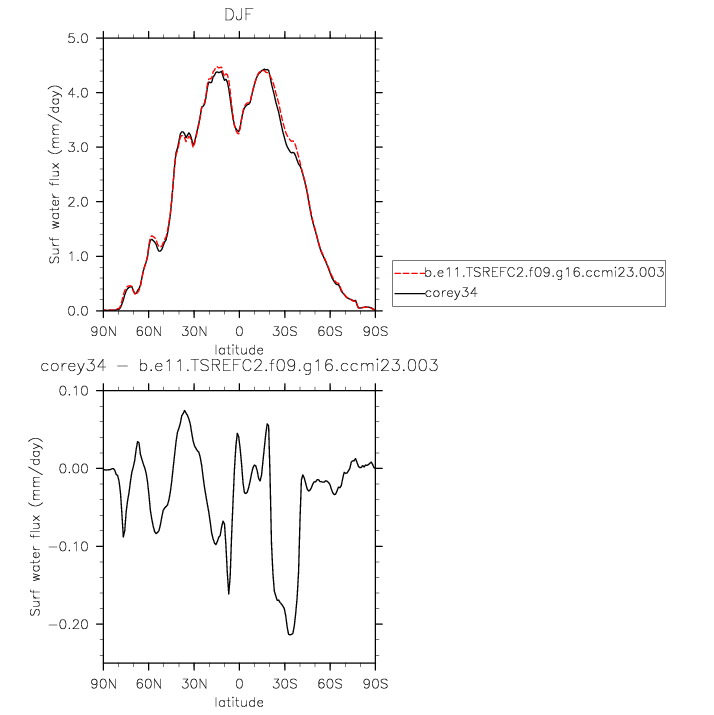 DJF
Surf water flux (mm/day)
5.0
4.0
3.0
2.0
1.0
0.0
90N 60N 30N 0 30S 60S 90S
latitude
b.e11.TSREFC2.f09.g16.ccmi23.003
corey34
corey34 − b.e11.TSREFC2.f09.g16.ccmi23.003
Surf water flux (mm/day)
0.10
0.00
−0.10
−0.20
90N 60N 30N 0 30S 60S 90S
latitude